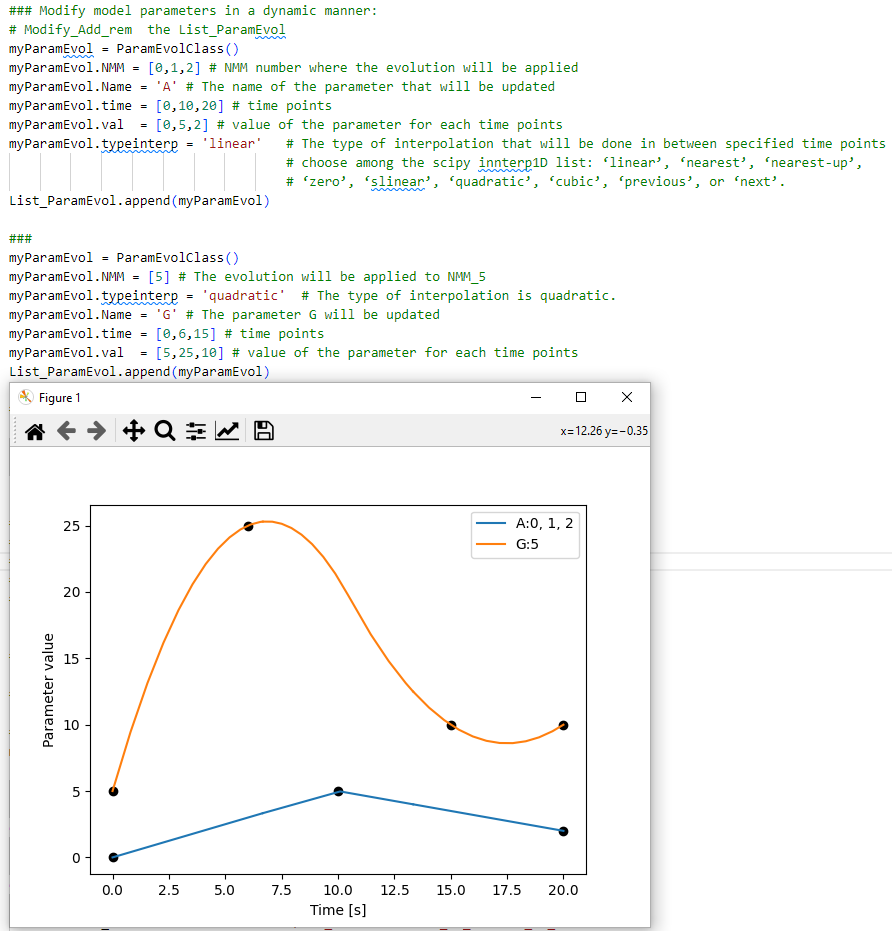 ### Modify model parameters in a dynamic manner:
# Modify_Add_rem  the List_ParamEvol
myParamEvol = ParamEvolClass()
myParamEvol.NMM = [0,1,2] # NMM number where the evolution will be applied
myParamEvol.Name = 'A' # The name of the parameter that will be updated
myParamEvol.time = [0,10,20] # time points
myParamEvol.val  = [0,5,2] # value of the parameter for each time points
myParamEvol.typeinterp = 'linear'   # The type of interpolation that will be done in between specified time points
# choose among the scipy innterp1D list: ‘linear’, ‘nearest’, ‘nearest-up’,
# ‘zero’, ‘slinear’, ‘quadratic’, ‘cubic’, ‘previous’, or ‘next’.
List_ParamEvol.append(myParamEvol)
###
myParamEvol = ParamEvolClass()
myParamEvol.NMM = [5] # The evolution will be applied to NMM_5
myParamEvol.typeinterp = 'quadratic'  # The type of interpolation is quadratic.
myParamEvol.Name = 'G' # The parameter G will be updated
myParamEvol.time = [0,6,15] # time points
myParamEvol.val  = [5,25,10] # value of the parameter for each time points
List_ParamEvol.append(myParamEvol)
Figure 1
x=12.26 y=−0.35
A:0, 1, 2
G:5
25
20
15
10
5
0
Parameter value
0.0 2.5 5.0 7.5 10.0 12.5 15.0 17.5 20.0
Time [s]